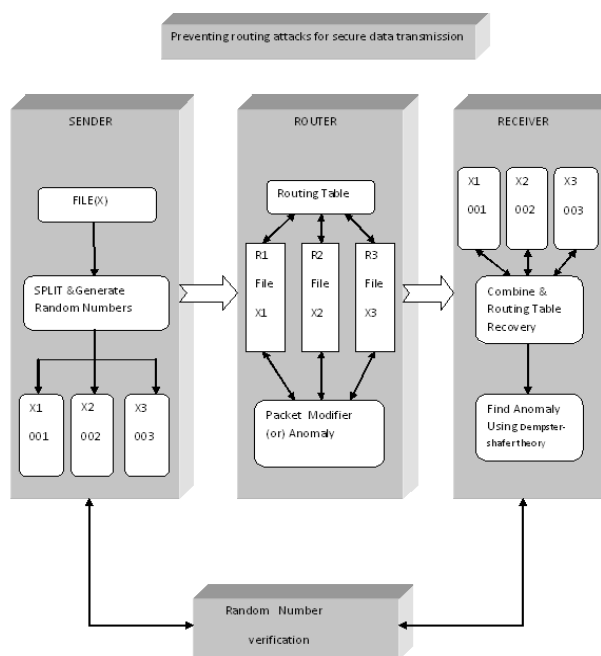 Preventing routing attacks for secure data transmission
SENDER
FILE(X)
SPLIT &Generate
Random Numbers
X1
001
X2
002
X3
003
ROUTER
Routing Table
R1
File
X1
R2
File
X2
R3
File
X3
Packet Modifier
(or) Anomaly
RECEIVER
X1
001
X2
002
X3
003
Combine &
Routing Table
Recovery
Find Anomaly
Using Dempster-
shafer theory
Random Number
verification